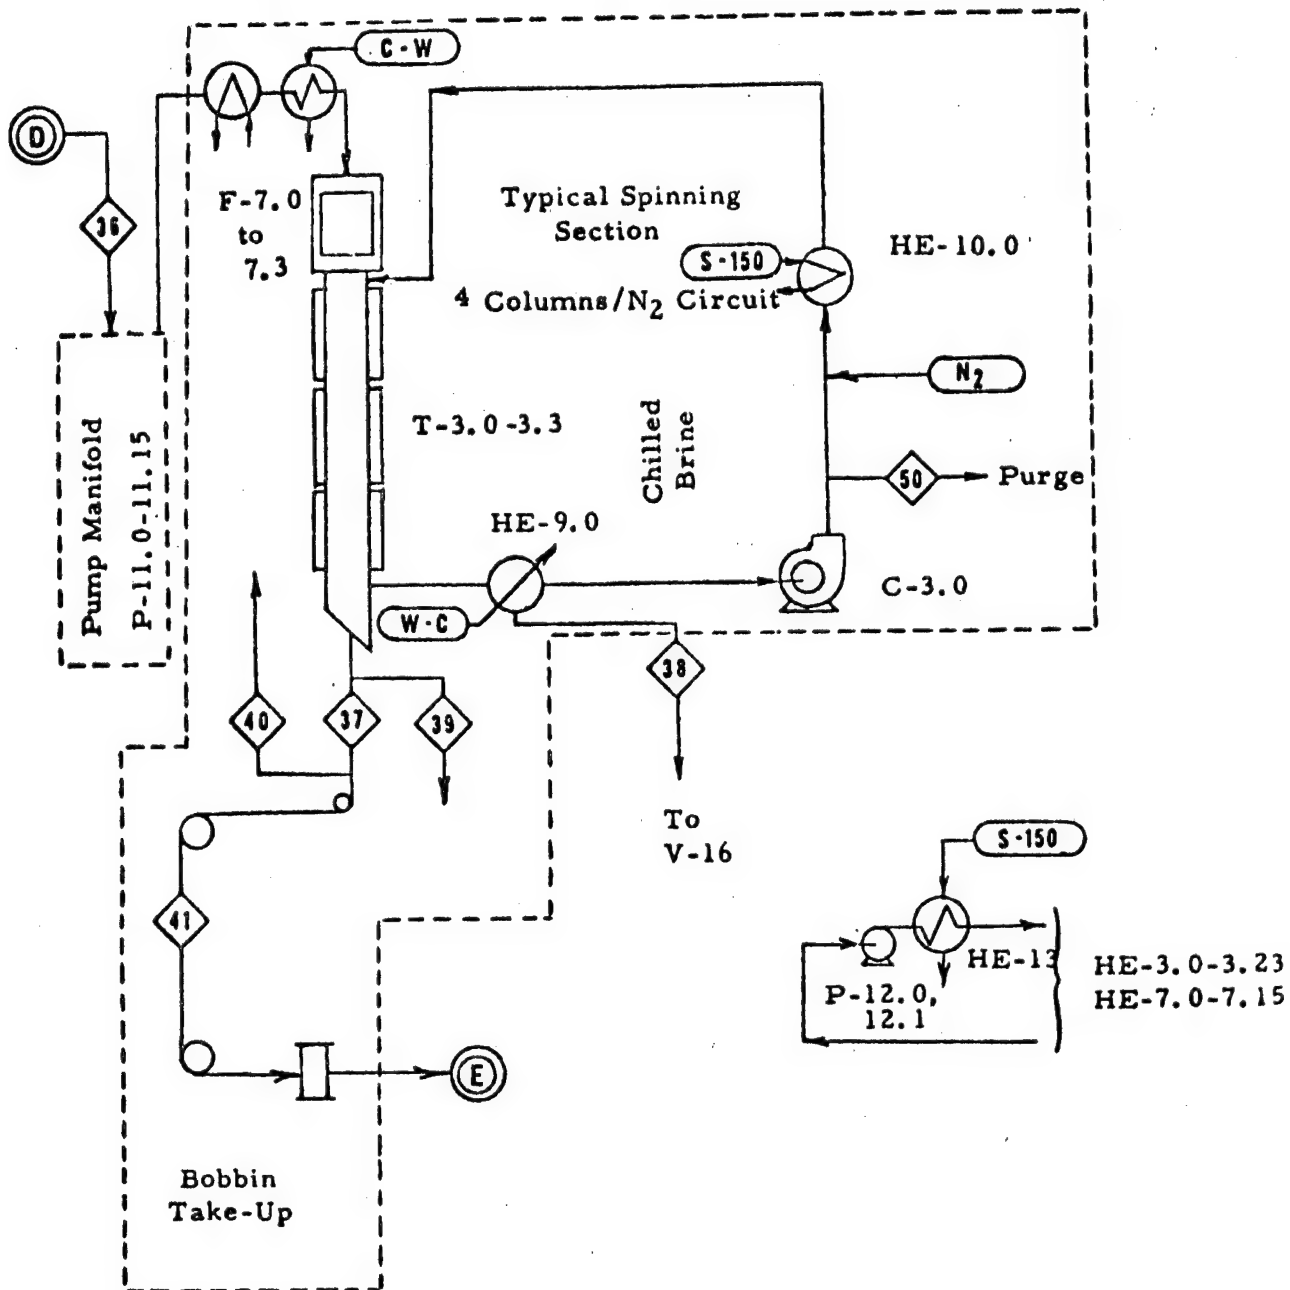 C-W
D
F-7.0
to
7.3
36
Typical Spinning
Section
HE-10.0
S-150
4 Columns/N2 Circuit
N2
T-3.0-3.3
Chilled
Brine
Pump Manifold
P-11.0-11.15
50
Purge
HE-9.0
C-3.0
W-C
38
40
37
39
To
V-16
S-150
41
HE-13
HE-3.0-3.23
HE-7.0-7.15
P-12.0,
12.1
E
Bobbin
Take-Up